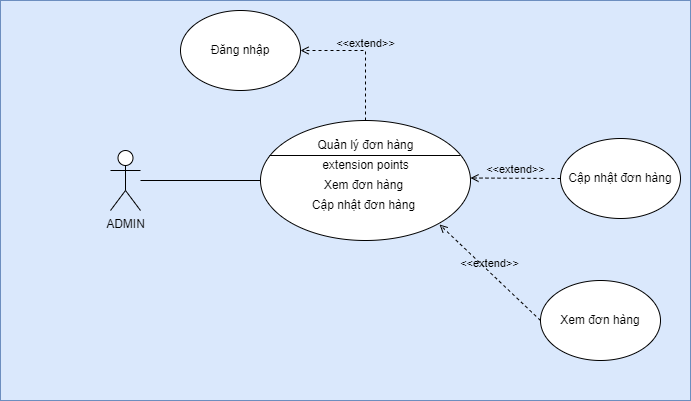 Đăng nhập
<<extend>>
Quản lý đơn hàng
extension points
Xem đơn hàng
Cập nhật đơn hàng
<<extend>>
Cập nhật đơn hàng
ADMIN
<<extend>>
Xem đơn hàng